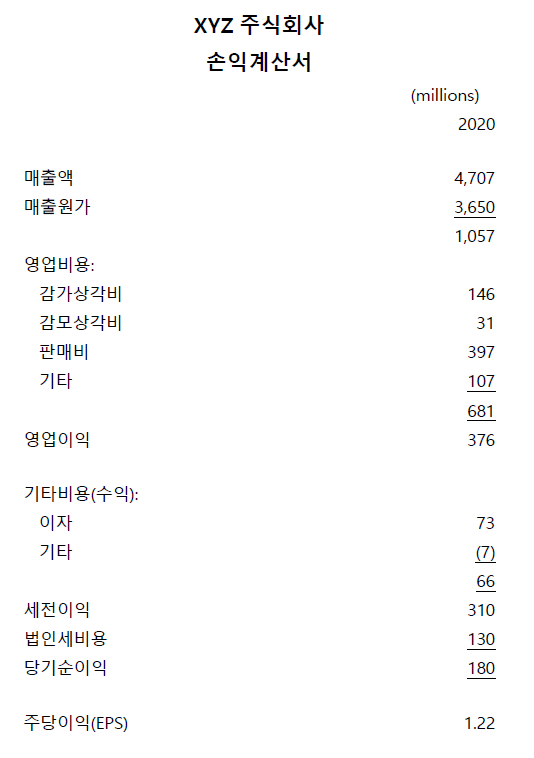 XYZ 주식회사
손익계산서
(millions)
2020
매출액 4,707
매출원가 3,650
1,057
영업비용:
감가상각비 146
감모상각비 31
판매비 397
기타 107
681
영업이익 376
기타비용(수익):
이자 73
기타 (7)
66
세전이익 310
법인세비용 130
당기순이익 180
주당이익(EPS) 1.22